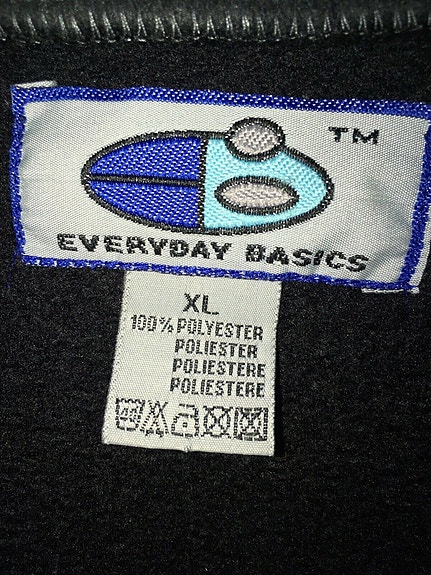 TM
EVERYDAY BASICS
XL
100% POLYESTER
POLIESTER
POLIESTERE
POLIESTERE